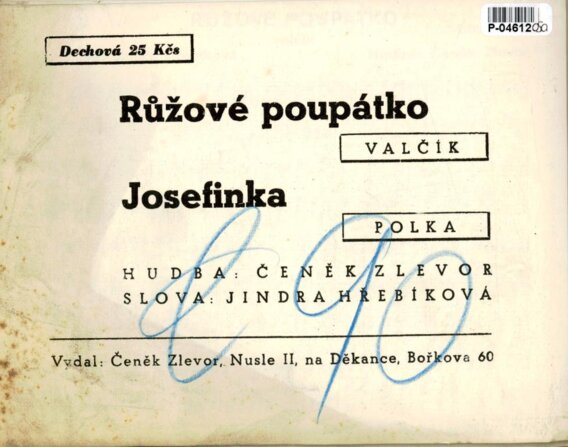 Dechová 25 Kčs
P-04612
Růžové poupátko
VALČÍK
Josefinka
POLKA
HUDBA: ČENĚK ZLEVOR
SLOVA: JINDRA HŘEBÍKOVÁ
90
Vydal: Čeněk Zlevor, Nusle II, na Děkance, Bořkova 60